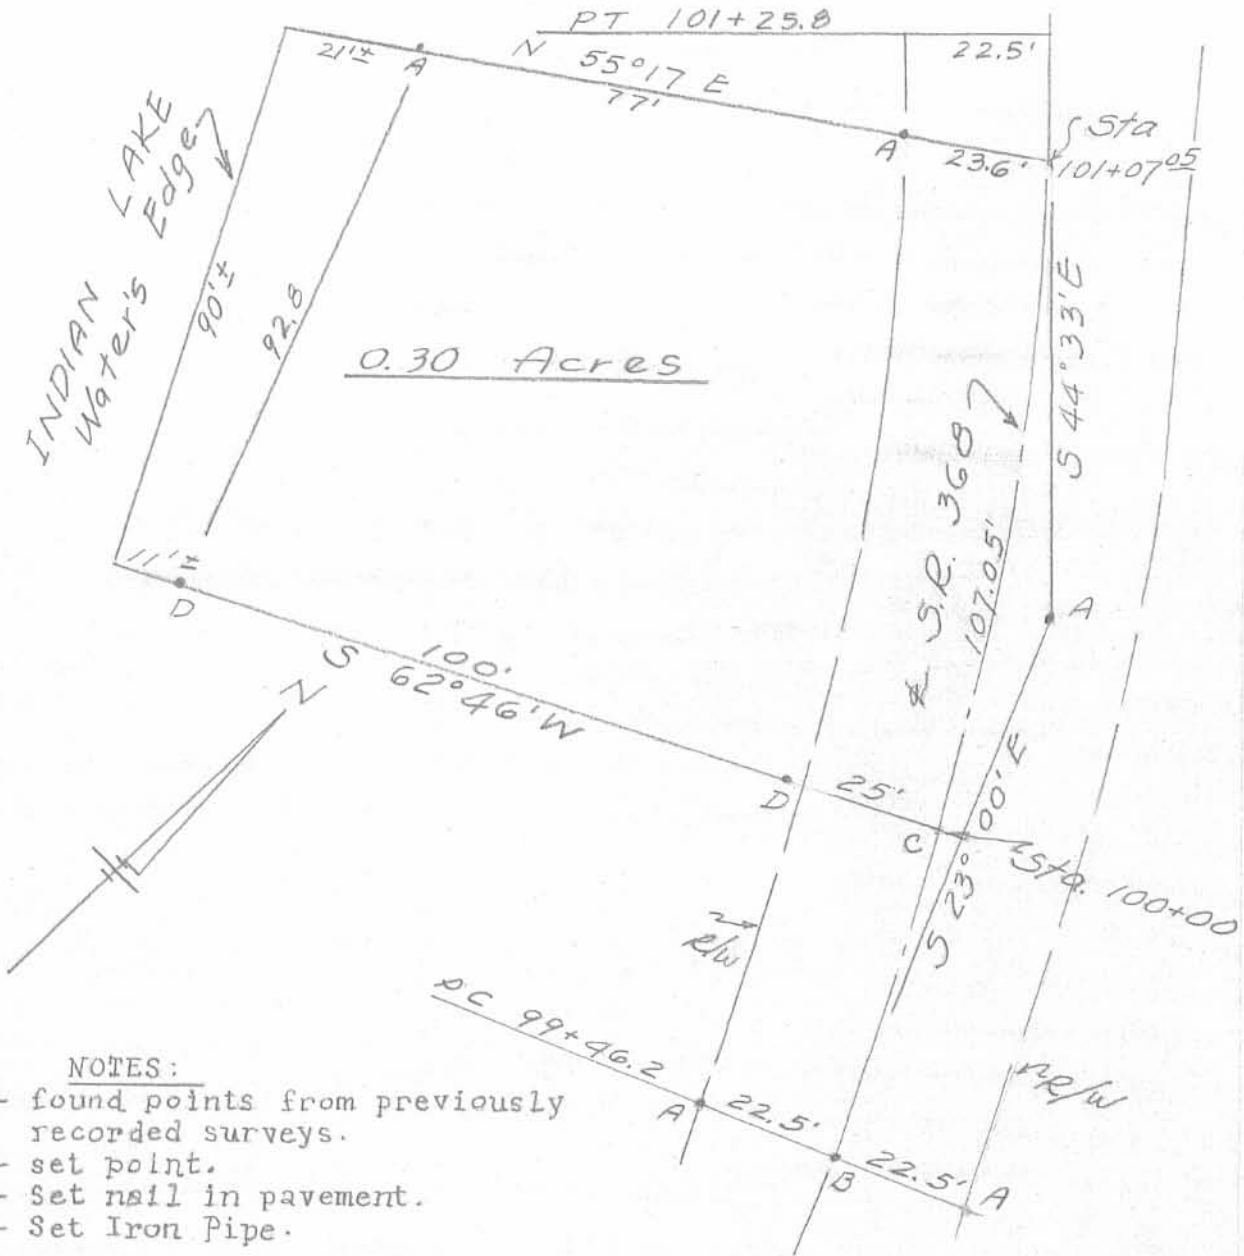 PT 101+25.8
22.5'
21'±
A
N 55°17 E
77'
A
23.6'
Sta
101+07.05
INDIAN LAKE
Water's Edge
90'±
92.8
0.30 Acres
S 44°33'E
℄ S.R. 368
107.05'
A
11'±
D
S 62°46'W
100'
D
25'
C
S 23°00'E
Sta. 100+00
N
R/W
PC 99+46.2
A
22.5'
B
22.5'
A
R/W
NOTES:
- found points from previously
recorded surveys.
- set point.
- Set nail in pavement.
- Set Iron Pipe.